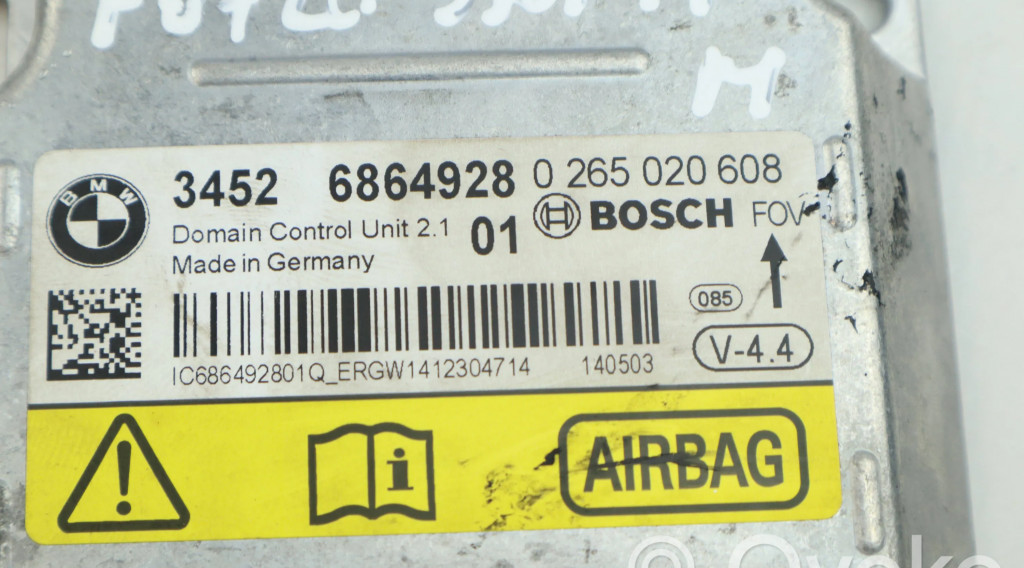 M
BMW
3452 6864928 0 265 020 608
Domain Control Unit 2.1 01 BOSCH FOV
Made in Germany
085
V-4.4
IC686492801Q_ERGW1412304714 140503
i
AIRBAG